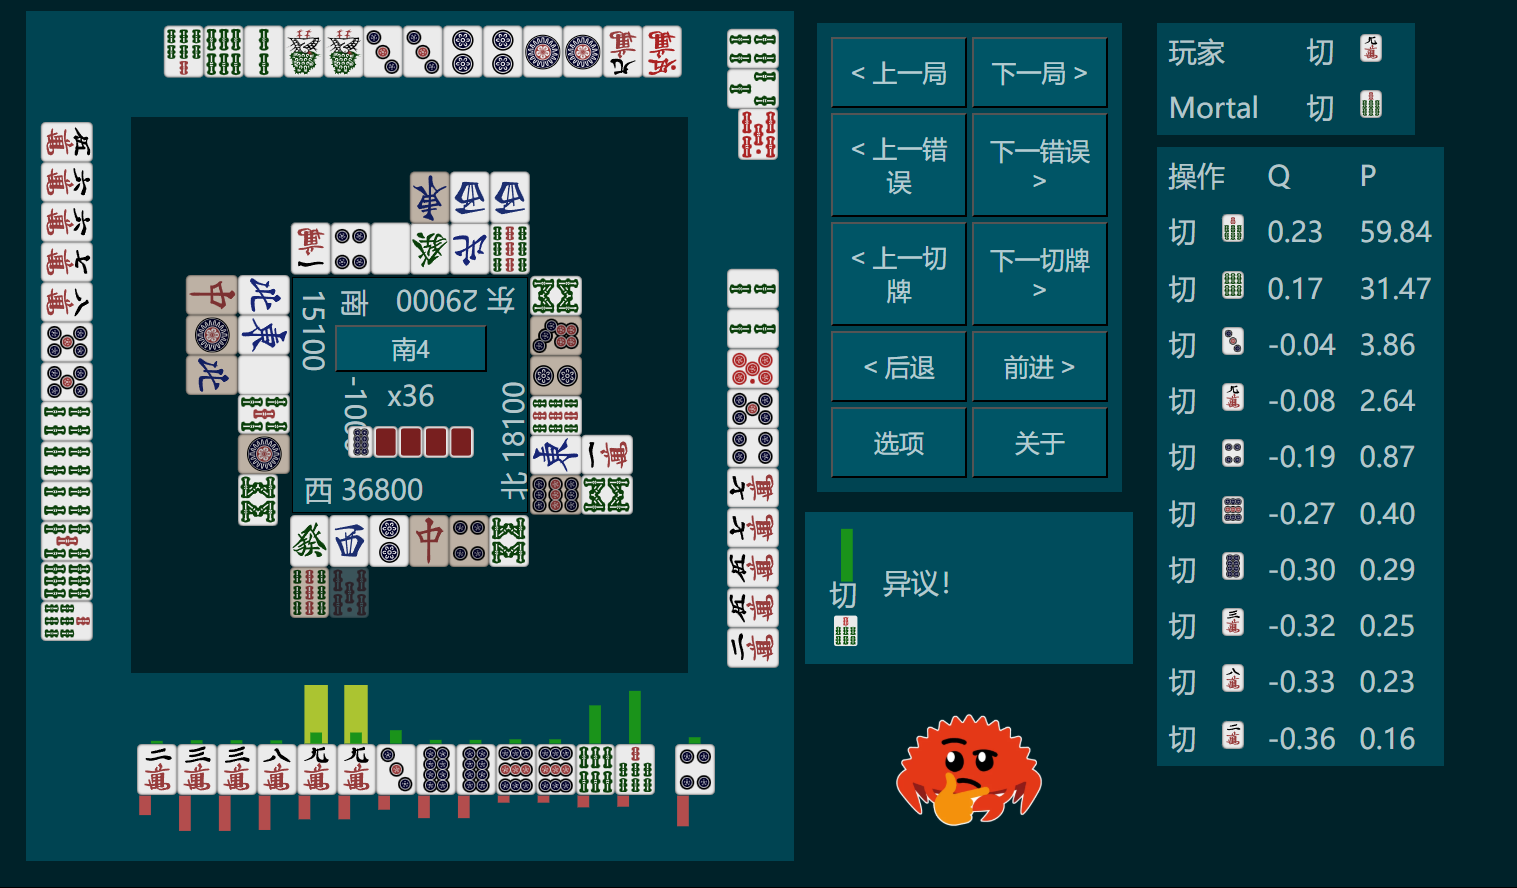 < 上一局
下一局 >
< 上一错误
下一错误 >
< 上一切牌
下一切牌 >
< 后退
前进 >
选项
关于
东 29000
南 15100
-1000
南4
x36
北 18100
西 36800
切
异议!
玩家 切
Mortal 切
操作 Q P
切 0.23 59.84
切 0.17 31.47
切 -0.04 3.86
切 -0.08 2.64
切 -0.19 0.87
切 -0.27 0.40
切 -0.30 0.29
切 -0.32 0.25
切 -0.33 0.23
切 -0.36 0.16